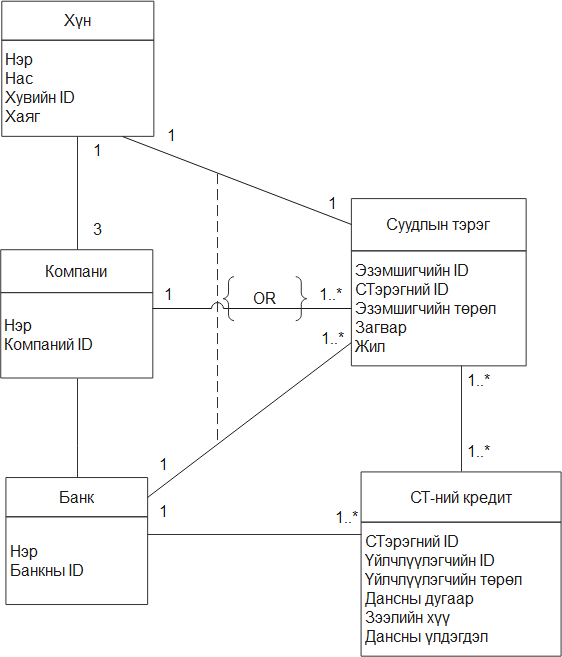 Хүн
Нэр
Нас
Хувийн ID
Хаяг
1
1
1
3
Суудлын тэрэг
Эзэмшигчийн ID
СТэрэгний ID
Эзэмшигчийн төрөл
Загвар
Жил
Компани
Нэр
Компаний ID
1
{ OR }
1..*
1..*
1..*
1..*
1
Банк
Нэр
Банкны ID
1
1..*
СТ-ний кредит
СТэрэгний ID
Үйлчлүүлэгчийн ID
Үйлчлүүлэгчийн төрөл
Дансны дугаар
Зээлийн хүү
Дансны үлдэгдэл